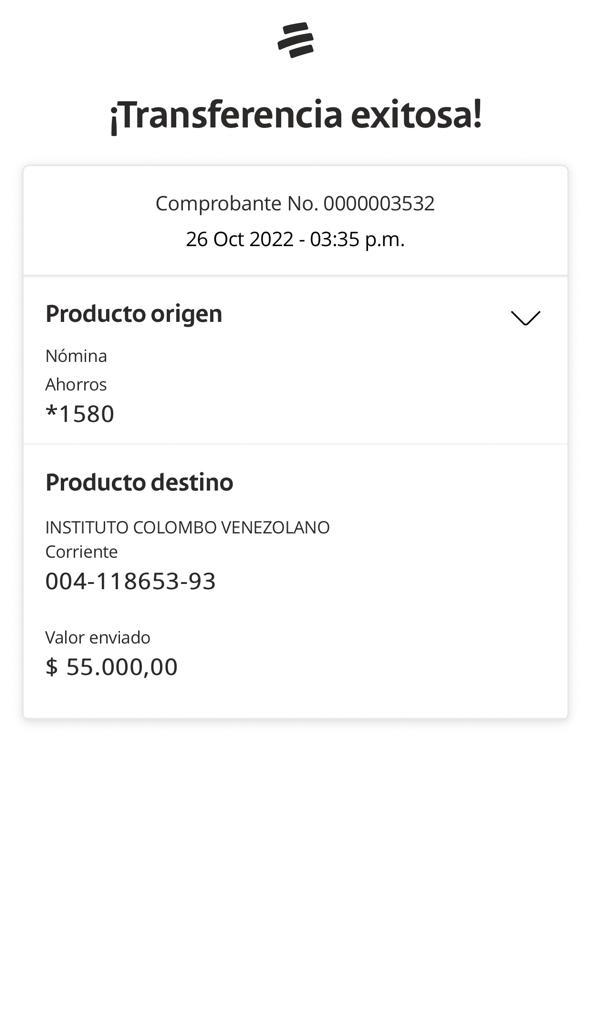 ¡Transferencia exitosa!
Comprobante No. 0000003532
26 Oct 2022 - 03:35 p.m.
Producto origen
Nómina
Ahorros
*1580
Producto destino
INSTITUTO COLOMBO VENEZOLANO
Corriente
004-118653-93
Valor enviado
$ 55.000,00